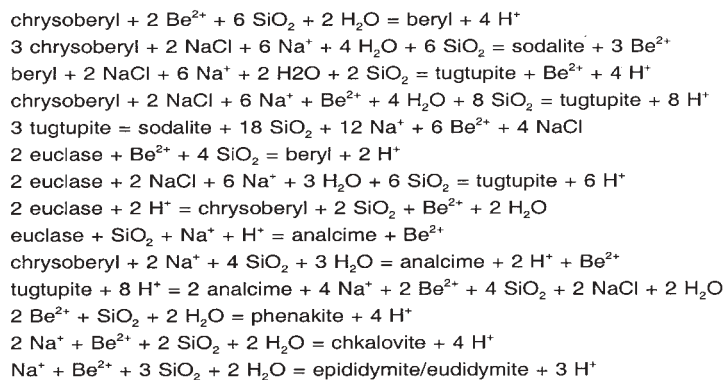 chrysoberyl + 2 Be²⁺ + 6 SiO₂ + 2 H₂O = beryl + 4 H⁺
3 chrysoberyl + 2 NaCl + 6 Na⁺ + 4 H₂O + 6 SiO₂ = sodalite + 3 Be²⁺
beryl + 2 NaCl + 6 Na⁺ + 2 H2O + 2 SiO₂ = tugtupite + Be²⁺ + 4 H⁺
chrysoberyl + 2 NaCl + 6 Na⁺ + Be²⁺ + 4 H₂O + 8 SiO₂ = tugtupite + 8 H⁺
3 tugtupite = sodalite + 18 SiO₂ + 12 Na⁺ + 6 Be²⁺ + 4 NaCl
2 euclase + Be²⁺ + 4 SiO₂ = beryl + 2 H⁺
2 euclase + 2 NaCl + 6 Na⁺ + 3 H₂O + 6 SiO₂ = tugtupite + 6 H⁺
2 euclase + 2 H⁺ = chrysoberyl + 2 SiO₂ + Be²⁺ + 2 H₂O
euclase + SiO₂ + Na⁺ + H⁺ = analcime + Be²⁺
chrysoberyl + 2 Na⁺ + 4 SiO₂ + 3 H₂O = analcime + 2 H⁺ + Be²⁺
tugtupite + 8 H⁺ = 2 analcime + 4 Na⁺ + 2 Be²⁺ + 4 SiO₂ + 2 NaCl + 2 H₂O
2 Be²⁺ + SiO₂ + 2 H₂O = phenakite + 4 H⁺
2 Na⁺ + Be²⁺ + 2 SiO₂ + 2 H₂O = chkalovite + 4 H⁺
Na⁺ + Be²⁺ + 3 SiO₂ + 2 H₂O = epididymite/eudidymite + 3 H⁺